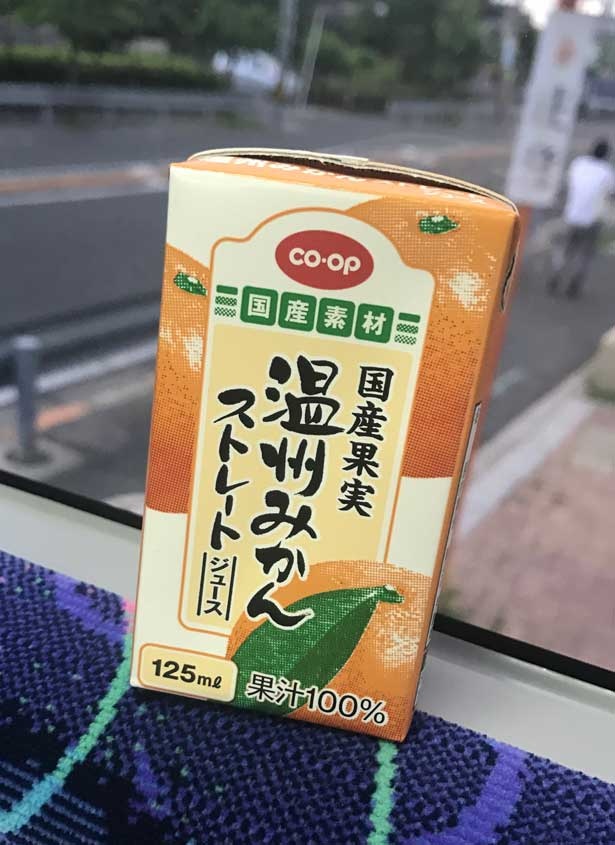 CO·OP
国産素材
国産果実
温州みかん
ストレート
ジュース
125mℓ
果汁100%